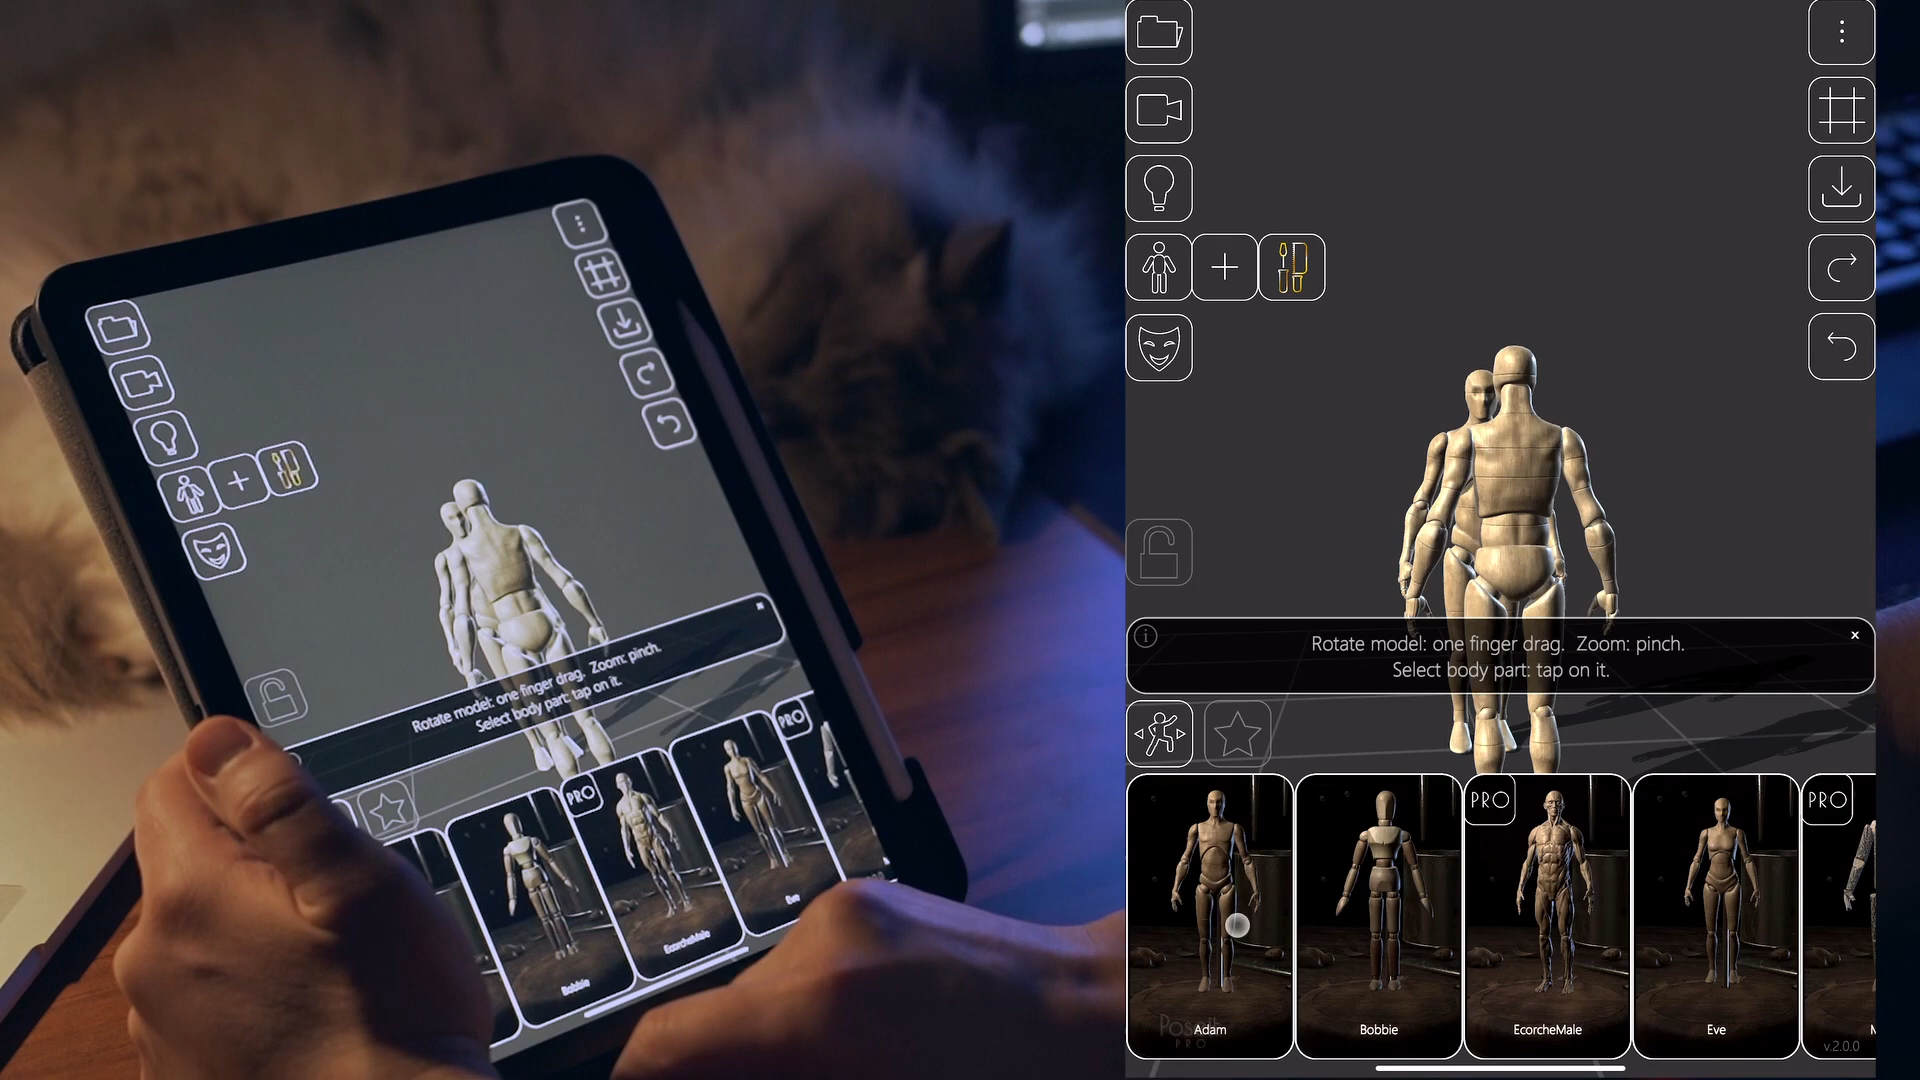 Rotate model: one finger drag.  Zoom: pinch.
Select body part: tap on it.
PRO
Bobbie
EcorcheMale
Eve
PRO
Rotate model: one finger drag.  Zoom: pinch.
Select body part: tap on it.
PRO
PRO
Adam
Bobbie
EcorcheMale
Eve
PRO
v.2.0.0